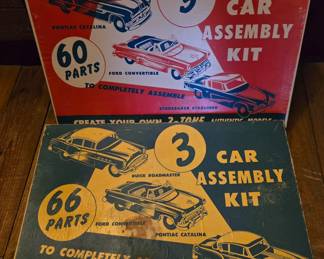 CAR
PONTIAC CATALINA
ASSEMBLY
KIT
60
PARTS
FORD CONVERTIBLE
TO COMPLETELY ASSEMBLE
STUDEBAKER STARLINER
CREATE YOUR OWN 2-TONE AUTHENTIC MODELS
3 CAR
BUICK ROADMASTER
ASSEMBLY
KIT
66
PARTS
FORD CONVERTIBLE
PONTIAC CATALINA
TO COMPLETELY